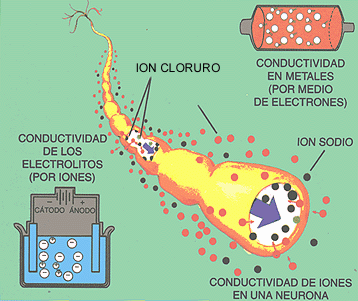 ION CLORURO
CONDUCTIVIDAD
EN METALES
(POR MEDIO
DE ELECTRONES)
CONDUCTIVIDAD
DE LOS
ELECTROLITOS
(POR IONES)
ION SODIO
CÁTODO ÁNODO
CONDUCTIVIDAD DE IONES
EN UNA NEURONA